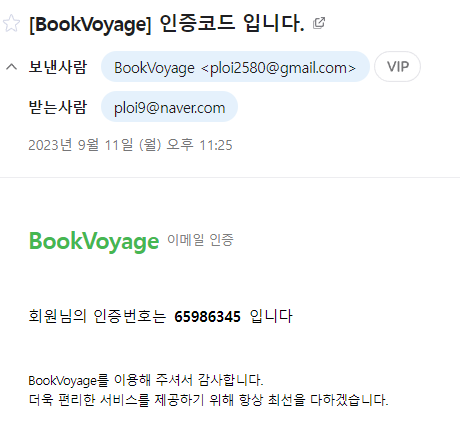 [BookVoyage] 인증코드 입니다.
보낸사람 BookVoyage <ploi2580@gmail.com> VIP
받는사람 ploi9@naver.com
2023년 9월 11일 (월) 오후 11:25
BookVoyage 이메일 인증
회원님의 인증번호는 65986345 입니다
BookVoyage를 이용해 주셔서 감사합니다.
더욱 편리한 서비스를 제공하기 위해 항상 최선을 다하겠습니다.